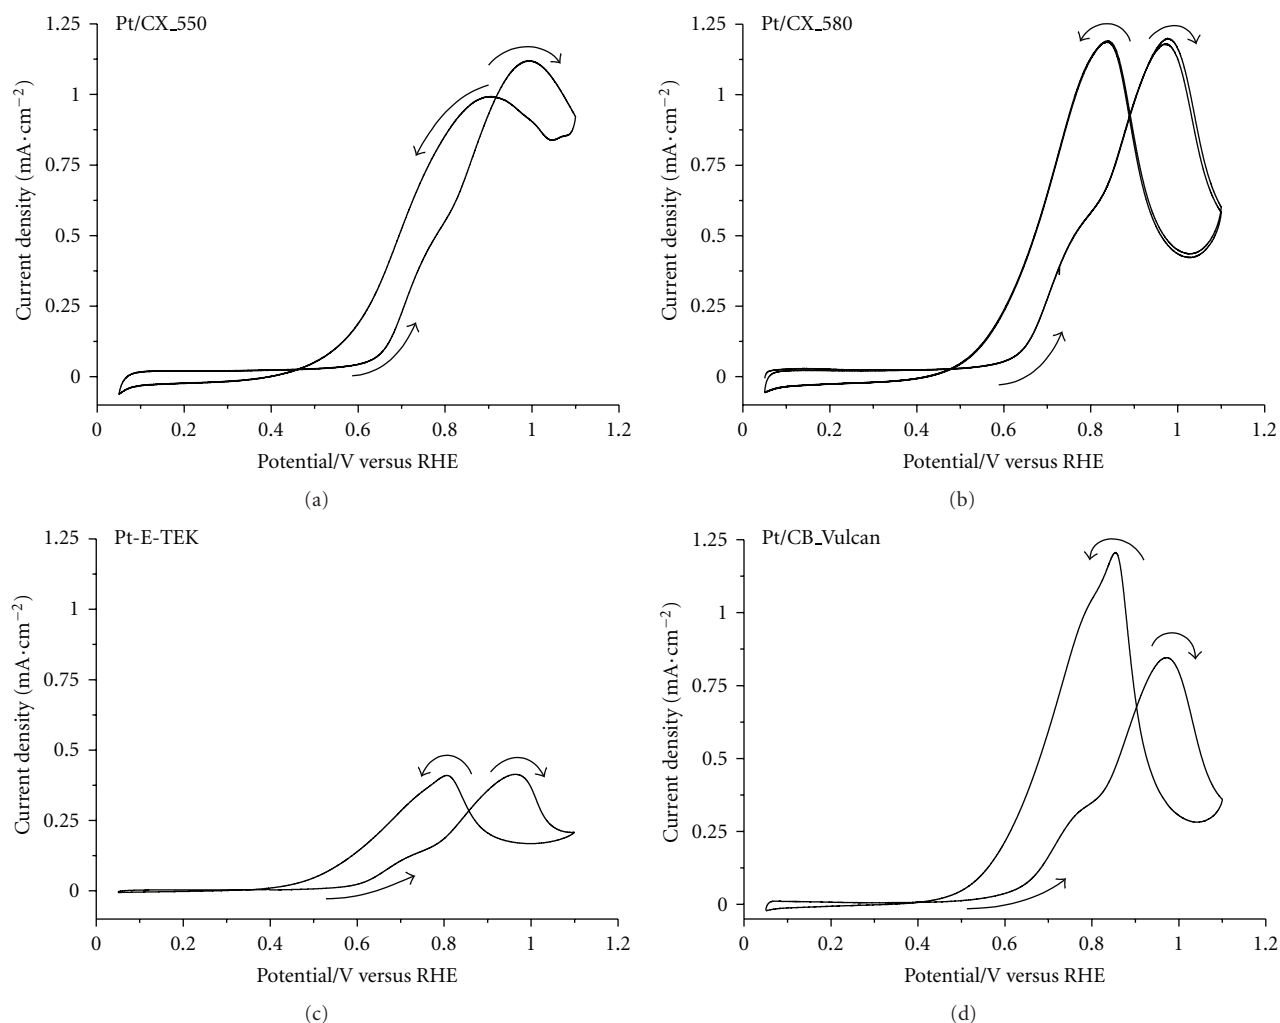 Pt/CX_550
1.25
1
0.75
0.5
0.25
0
Current density (mA·cm−2)
0 0.2 0.4 0.6 0.8 1 1.2
Potential/V versus RHE
(a)
Pt/CX_580
1.25
1
0.75
0.5
0.25
0
Current density (mA·cm−2)
0 0.2 0.4 0.6 0.8 1 1.2
Potential/V versus RHE
(b)
Pt-E-TEK
1.25
1
0.75
0.5
0.25
0
Current density (mA·cm−2)
0 0.2 0.4 0.6 0.8 1 1.2
Potential/V versus RHE
(c)
Pt/CB_Vulcan
1.25
1
0.75
0.5
0.25
0
Current density (mA·cm−2)
0 0.2 0.4 0.6 0.8 1 1.2
Potential/V versus RHE
(d)